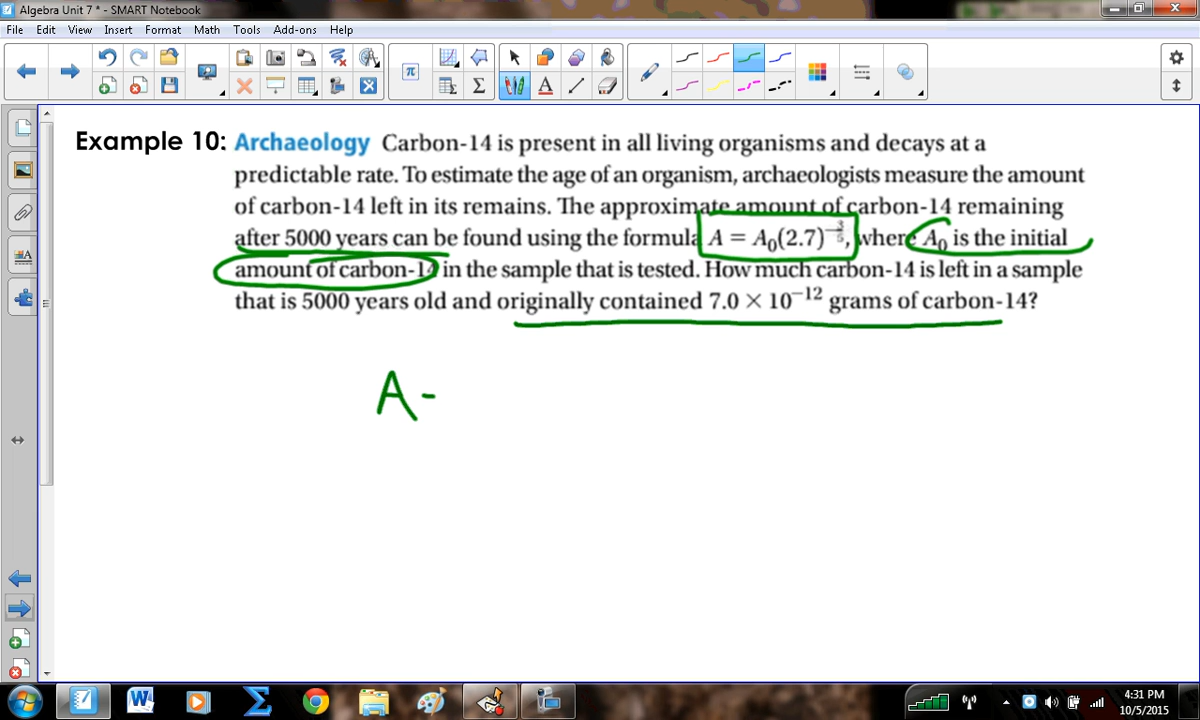 Algebra Unit 7 * - SMART Notebook
File Edit View Insert Format Math Tools Add-ons Help
Example 10: Archaeology Carbon-14 is present in all living organisms and decays at a
predictable rate. To estimate the age of an organism, archaeologists measure the amount
of carbon-14 left in its remains. The approximate amount of carbon-14 remaining
after 5000 years can be found using the formula A = A₀(2.7)^(-3/5), where A₀ is the initial
amount of carbon-14 in the sample that is tested. How much carbon-14 is left in a sample
that is 5000 years old and originally contained 7.0 × 10⁻¹² grams of carbon-14?
A -
4:31 PM
10/5/2015